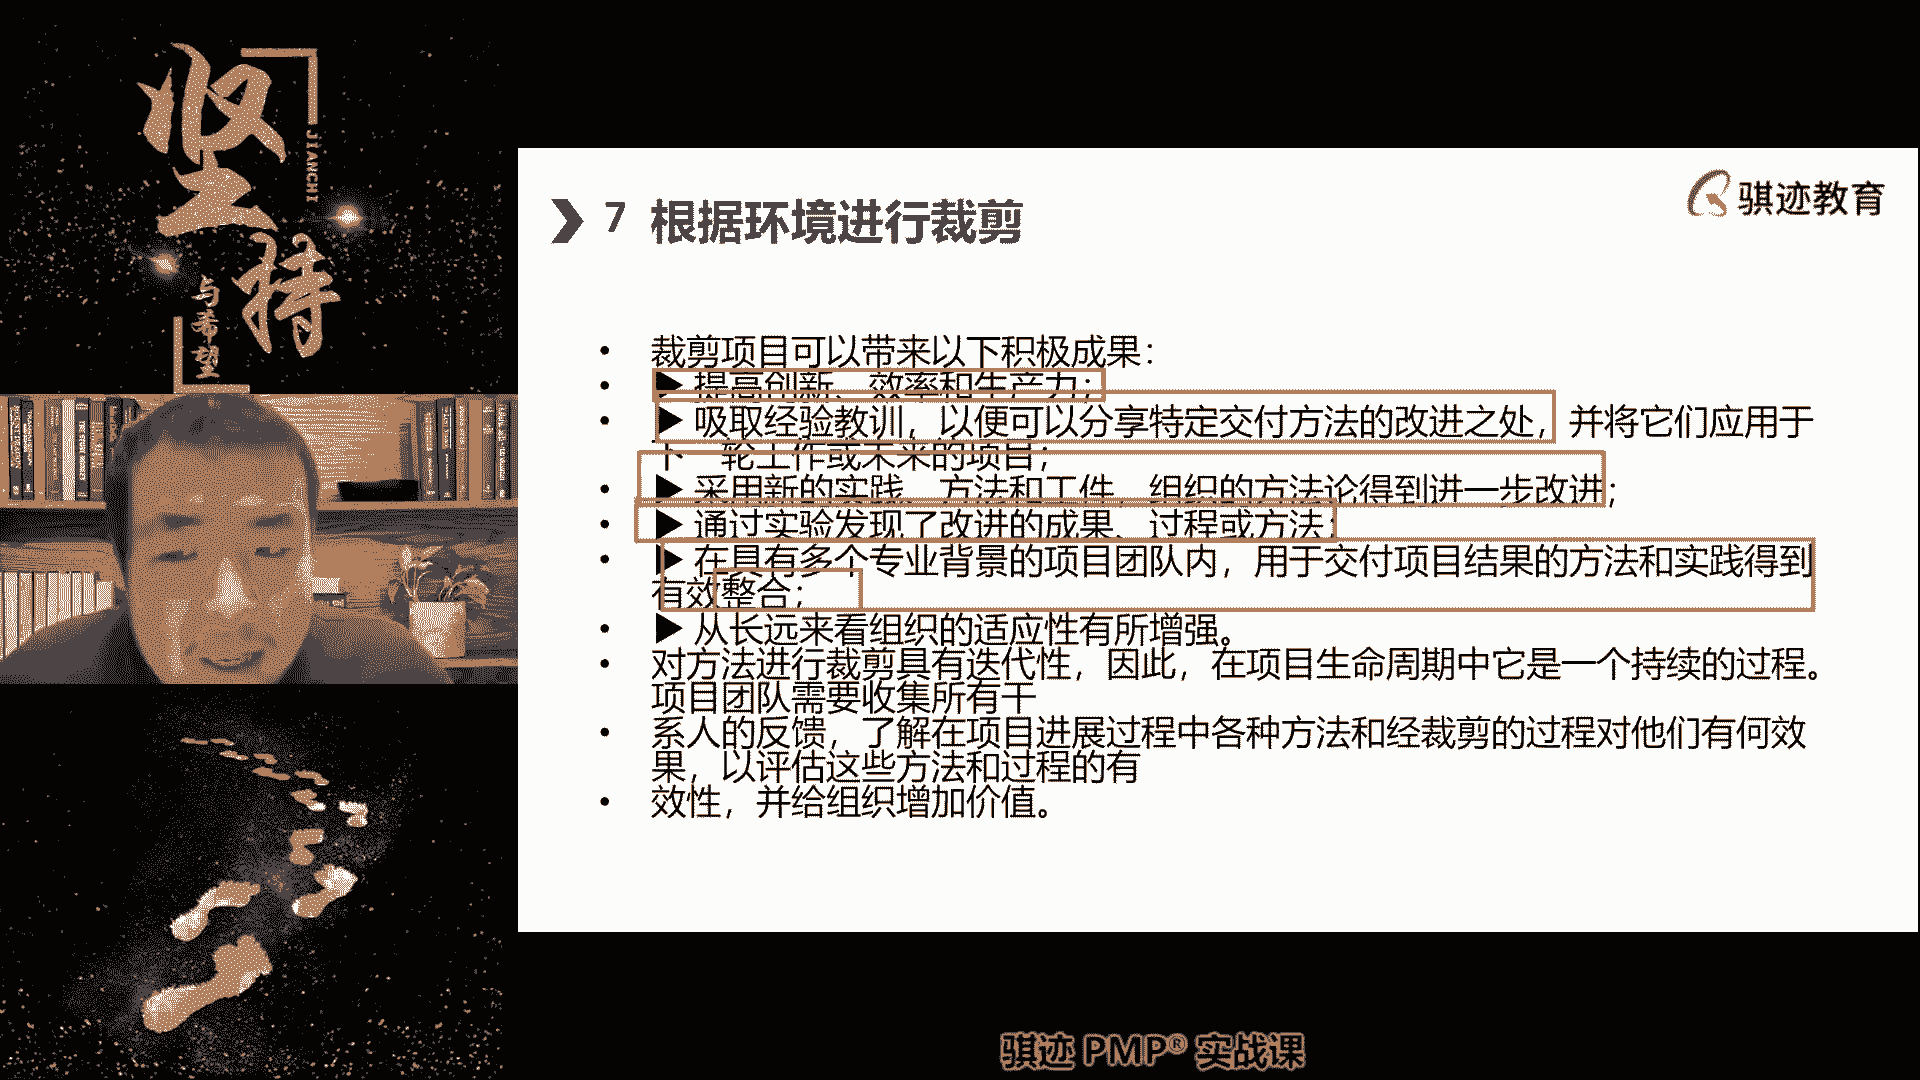 坚持
JIANCHI
与希望
骐迹教育
7 根据环境进行裁剪
• 裁剪项目可以带来以下积极成果：
• ▶ 提高创新、效率和生产力；
• ▶ 吸取经验教训，以便可以分享特定交付方法的改进之处，并将它们应用于
下一轮工作或未来的项目；
• ▶ 采用新的实践、方法和工件，组织的方法论得到进一步改进；
• ▶ 通过实验发现了改进的成果、过程或方法；
• ▶ 在具有多个专业背景的项目团队内，用于交付项目结果的方法和实践得到
有效整合；
• ▶ 从长远来看组织的适应性有所增强。
• 对方法进行裁剪具有迭代性，因此，在项目生命周期中它是一个持续的过程。
项目团队需要收集所有干
• 系人的反馈，了解在项目进展过程中各种方法和经裁剪的过程对他们有何效
果，以评估这些方法和过程的有
• 效性，并给组织增加价值。
骐迹 PMP® 实战课